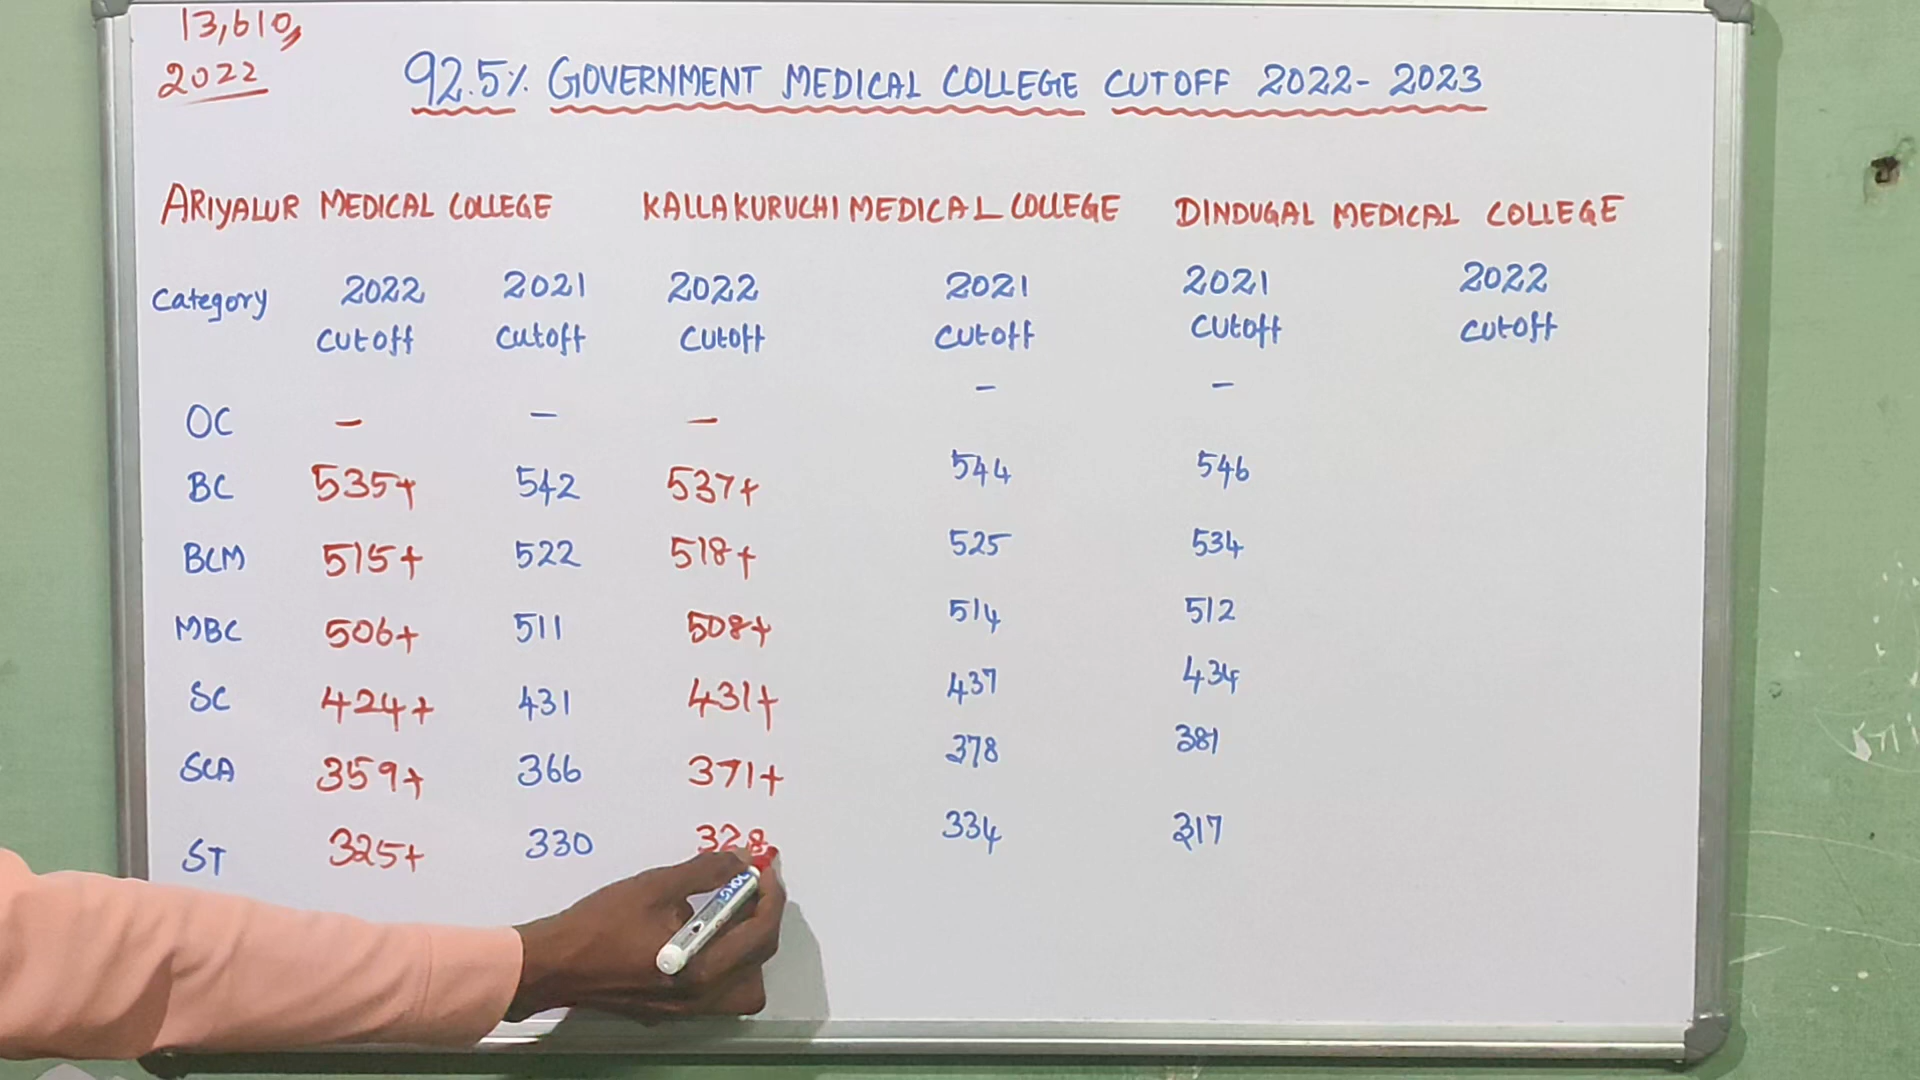 13,610,
2022
92.5% GOVERNMENT MEDICAL COLLEGE CUTOFF 2022-2023
ARIYALUR MEDICAL COLLEGE KALLAKURUCHI MEDICAL COLLEGE DINDUGAL MEDICAL COLLEGE
Category 2022 2021 2022 2021 2021 2022
cutoff cutoff cutoff cutoff cutoff cutoff
OC - - - - -
BC 535+ 542 537+ 544 546
BCM 515+ 522 518+ 525 534
MBC 506+ 511 508+ 514 512
SC 424+ 431 431+ 437 434
SCA 359+ 366 371+ 378 381
ST 325+ 330 328 334 317